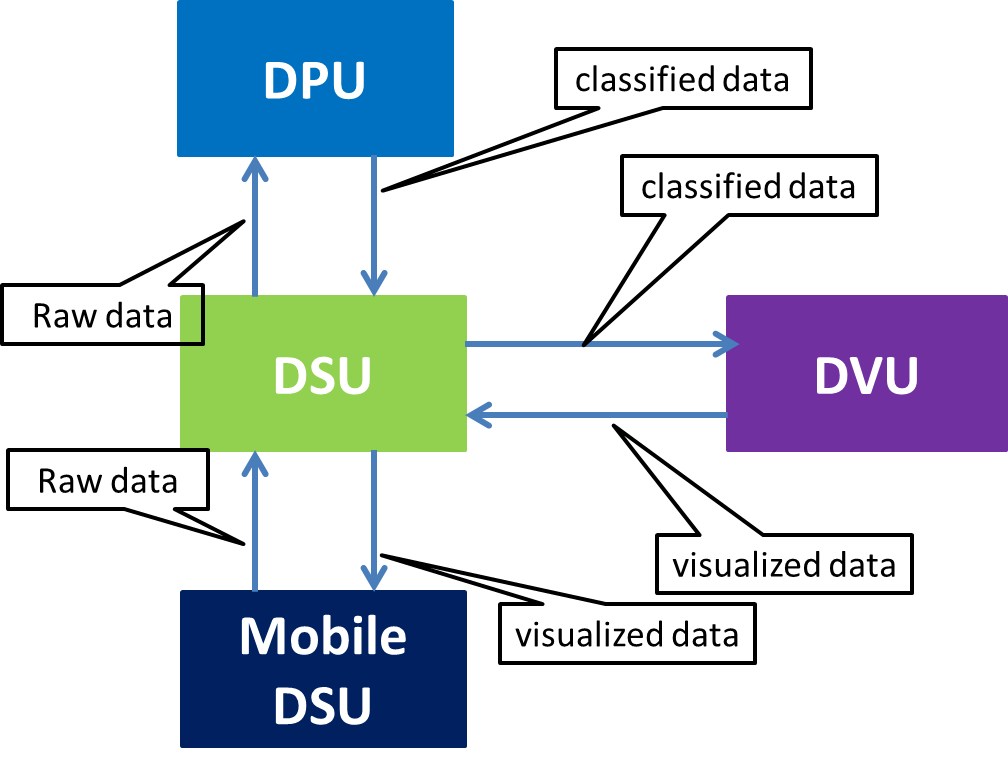 DPU
classified data
classified data
Raw data
DSU
DVU
Raw data
visualized data
Mobile
DSU
visualized data